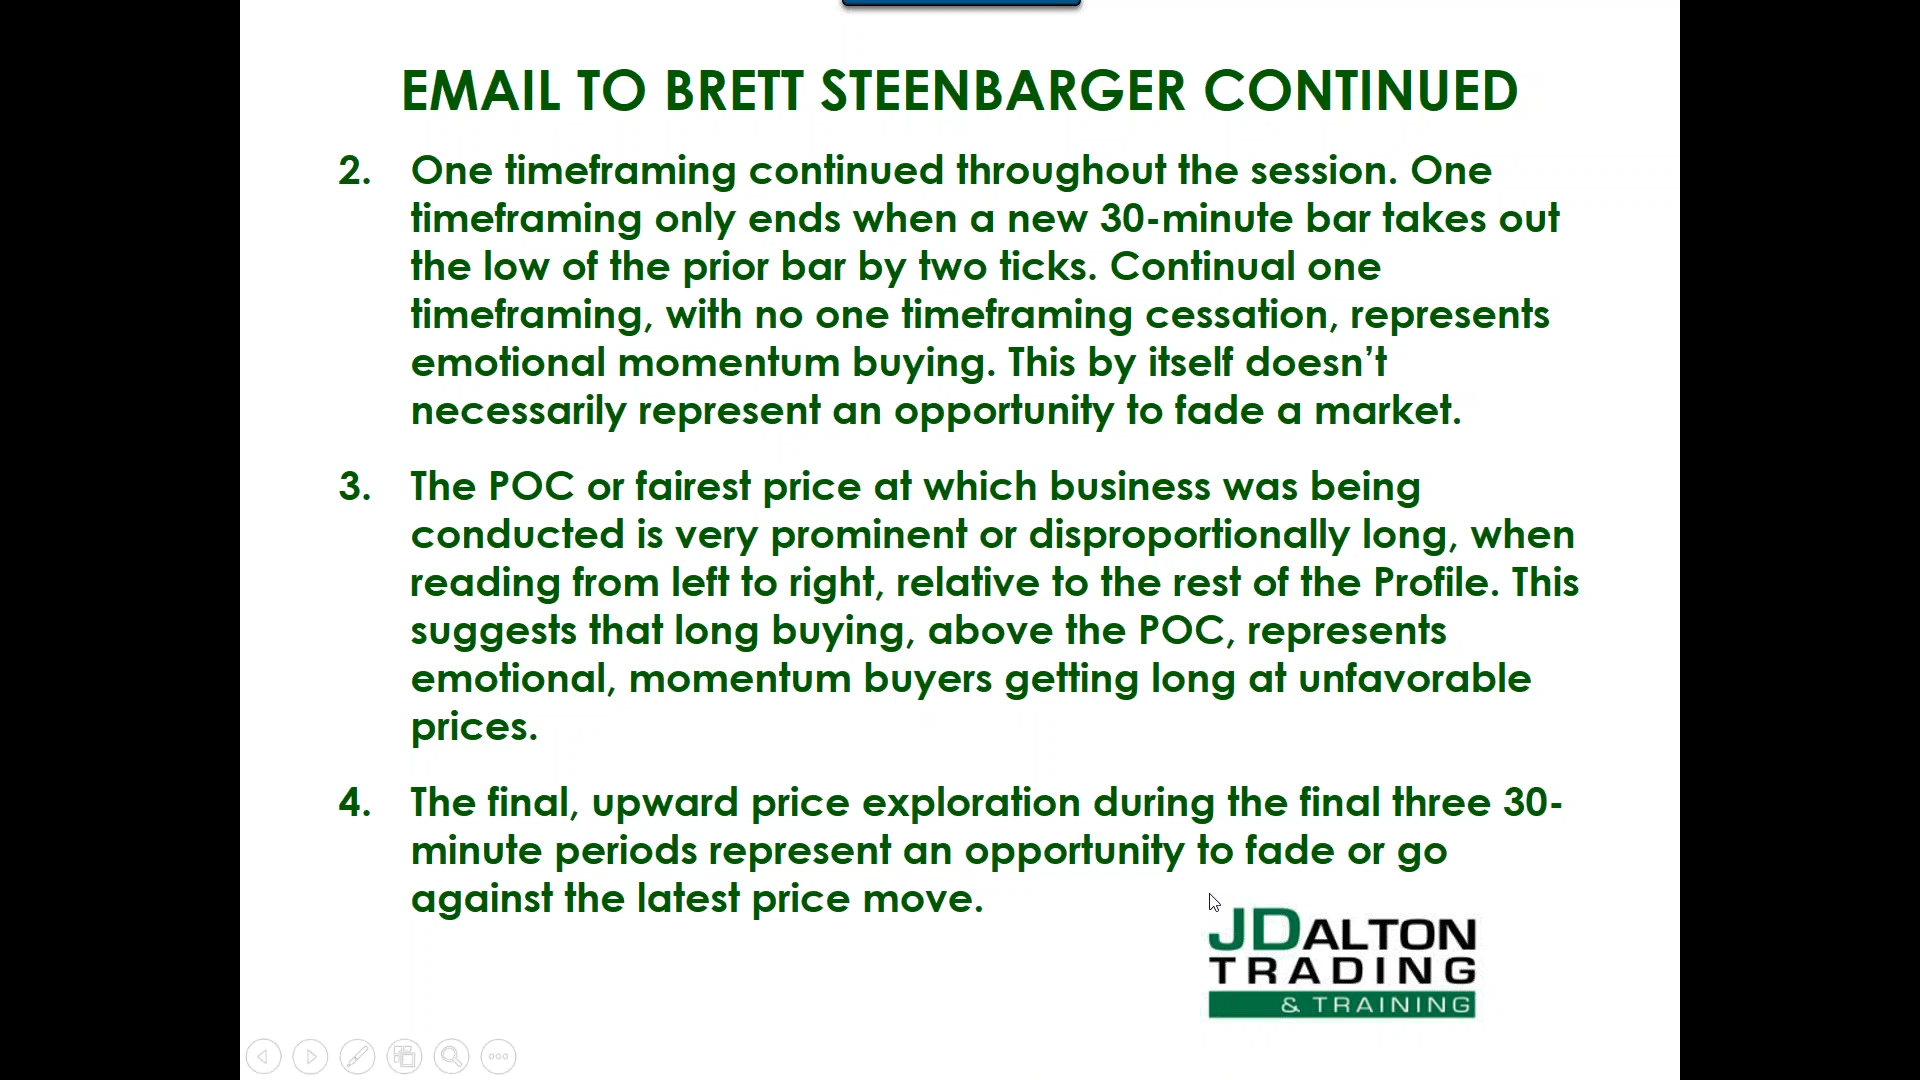 EMAIL TO BRETT STEENBARGER CONTINUED
2. One timeframing continued throughout the session. One
timeframing only ends when a new 30-minute bar takes out
the low of the prior bar by two ticks. Continual one
timeframing, with no one timeframing cessation, represents
emotional momentum buying. This by itself doesn’t
necessarily represent an opportunity to fade a market.
3. The POC or fairest price at which business was being
conducted is very prominent or disproportionally long, when
reading from left to right, relative to the rest of the Profile. This
suggests that long buying, above the POC, represents
emotional, momentum buyers getting long at unfavorable
prices.
4. The final, upward price exploration during the final three 30-
minute periods represent an opportunity to fade or go
against the latest price move.
JDALTON
TRADING
& TRAINING